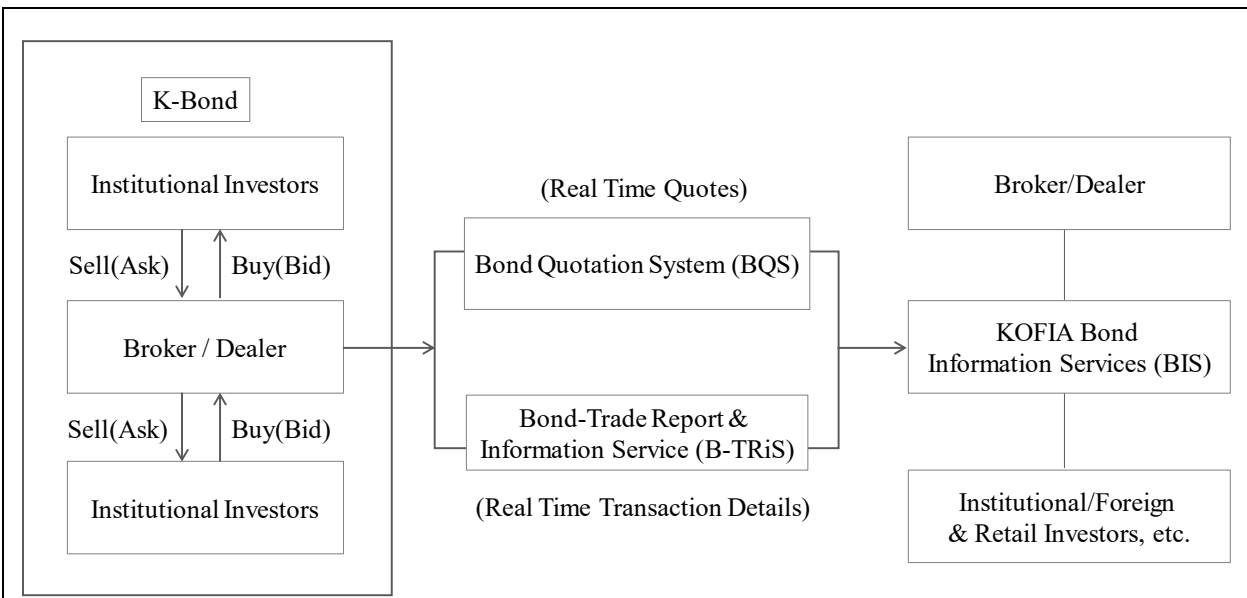 K-Bond
Institutional Investors
Sell(Ask)
Buy(Bid)
Broker / Dealer
Sell(Ask)
Buy(Bid)
Institutional Investors
(Real Time Quotes)
Bond Quotation System (BQS)
Bond-Trade Report &
Information Service (B-TRiS)
(Real Time Transaction Details)
Broker/Dealer
KOFIA Bond
Information Services (BIS)
Institutional/Foreign
& Retail Investors, etc.